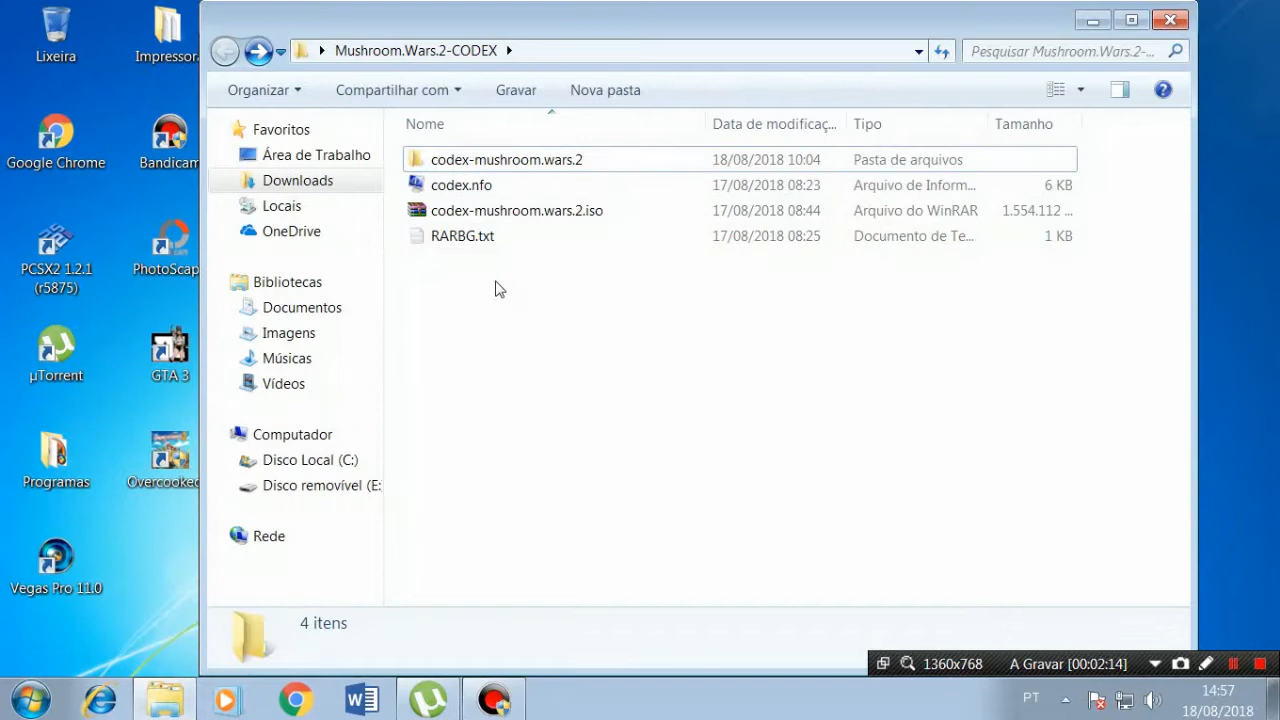 Lixeira
Impressor
Google Chrome
Bandicam
PCSX2 1.2.1
(r5875)
PhotoScap
µTorrent
GTA 3
Programas
Overcooked
Vegas Pro 11.0
Mushroom.Wars.2-CODEX
Pesquisar Mushroom.Wars.2-...
Organizar
Compartilhar com
Gravar
Nova pasta
Favoritos
Área de Trabalho
Downloads
Locais
OneDrive
Bibliotecas
Documentos
Imagens
Músicas
Vídeos
Computador
Disco Local (C:)
Disco removível (E:
Rede
Nome Data de modificaç... Tipo Tamanho
codex-mushroom.wars.2 18/08/2018 10:04 Pasta de arquivos
codex.nfo 17/08/2018 08:23 Arquivo de Inform... 6 KB
codex-mushroom.wars.2.iso 17/08/2018 08:44 Arquivo do WinRAR 1.554.112 ...
RARBG.txt 17/08/2018 08:25 Documento de Te... 1 KB
4 itens
1360x768 A Gravar [00:02:14]
PT
14:57
18/08/2018